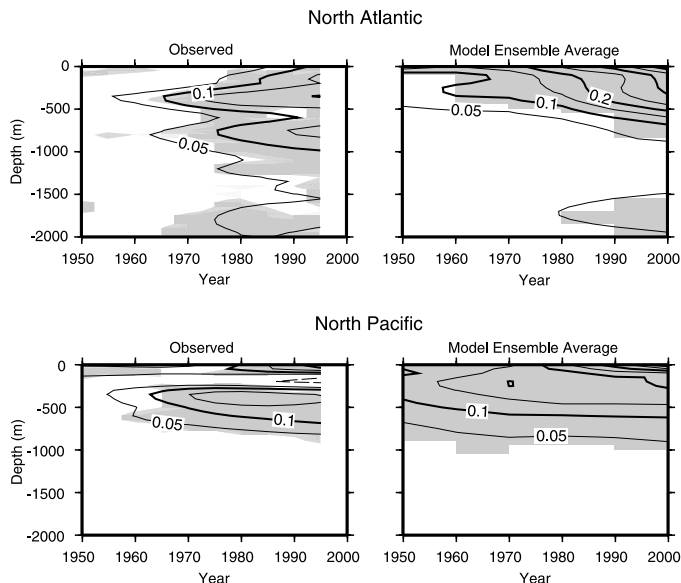 North Atlantic
Observed
Model Ensemble Average
Depth (m)
0
-500
-1000
-1500
-2000
0.1
0.05
0.05
0.1
0.2
1950 1960 1970 1980 1990 2000
1950 1960 1970 1980 1990 2000
Year
Year
North Pacific
Observed
Model Ensemble Average
Depth (m)
0
-500
-1000
-1500
-2000
0.05
0.1
0.1
0.05
1950 1960 1970 1980 1990 2000
1950 1960 1970 1980 1990 2000
Year
Year